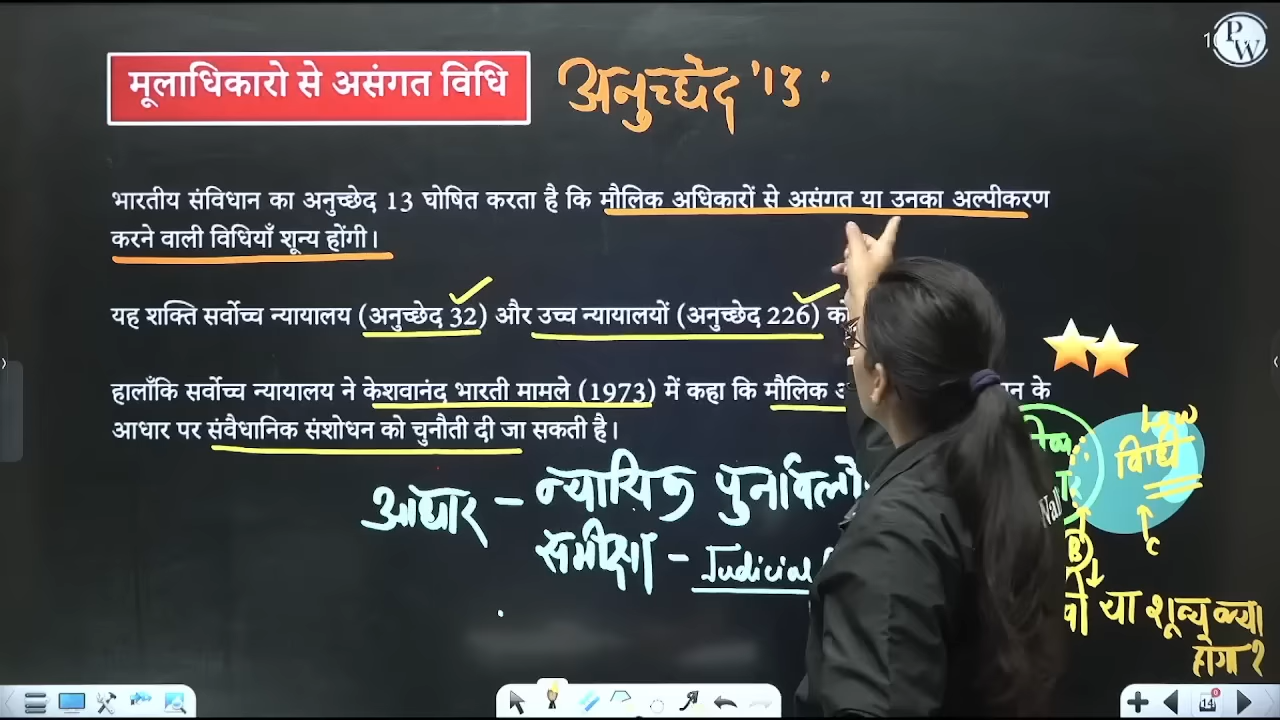 PW
मूलाधिकारो से असंगत विधि
अनुच्छेद '13'
भारतीय संविधान का अनुच्छेद 13 घोषित करता है कि मौलिक अधिकारों से असंगत या उनका अल्पीकरण
करने वाली विधियाँ शून्य होंगी।
यह शक्ति सर्वोच्च न्यायालय (अनुच्छेद 32) और उच्च न्यायालयों (अनुच्छेद 226)
हालाँकि सर्वोच्च न्यायालय ने केशवानंद भारती मामले (1973) में कहा कि मौलिक के
आधार पर संवैधानिक संशोधन को चुनौती दी जा सकती है।
Law
विधि
आधार - न्यायिक
समीक्षा - Judicial
या शून्य क्या
होगा?
14